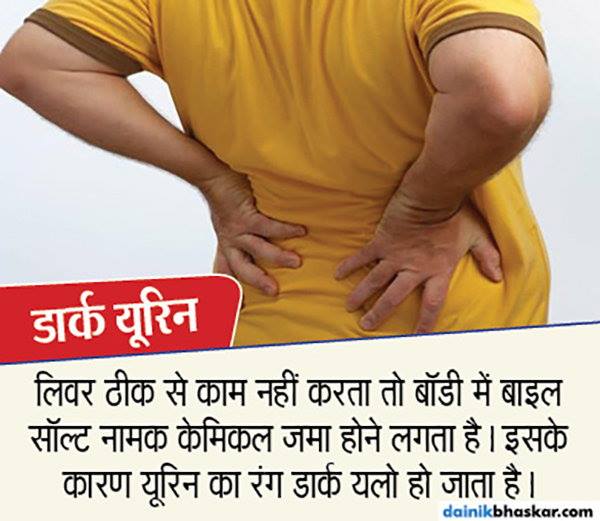 डार्क यूरिन
लिवर ठीक से काम नहीं करता तो बॉडी में बाइल
सॉल्ट नामक केमिकल जमा होने लगता है। इसके
कारण यूरिन का रंग डार्क यलो हो जाता है।
dainikbhaskar.com